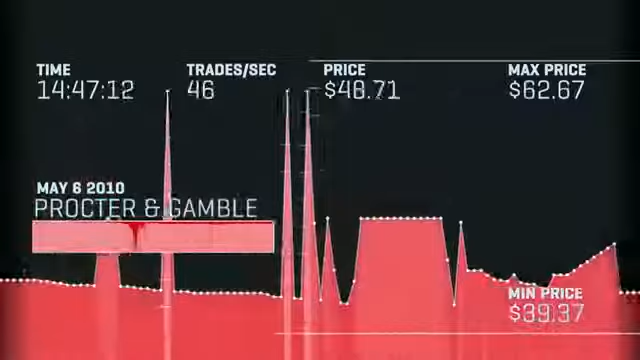 TIME
14:47:12
TRADES/SEC
46
PRICE
$48.71
MAX PRICE
$62.67
MAY 6 2010
PROCTER & GAMBLE
MIN PRICE
$39.37